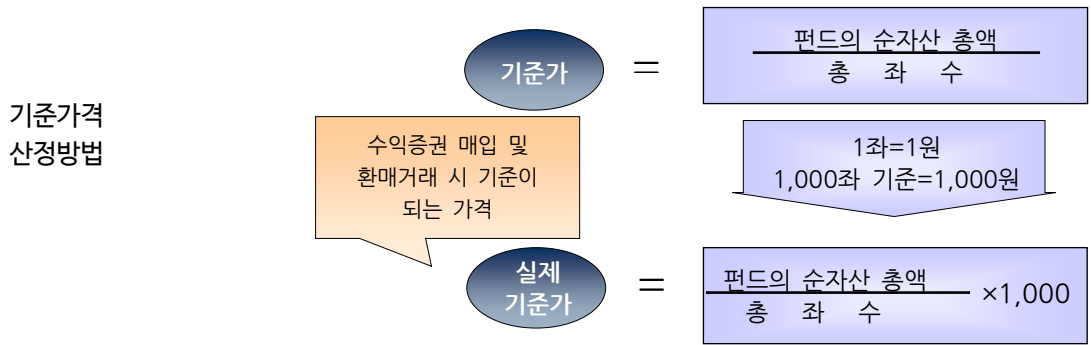 기준가격
산정방법
기준가
=
펀드의 순자산 총액
총 좌 수
수익증권 매입 및
환매거래 시 기준이
되는 가격
1좌=1원
1,000좌 기준=1,000원
실제
기준가
=
펀드의 순자산 총액
총 좌 수
×1,000